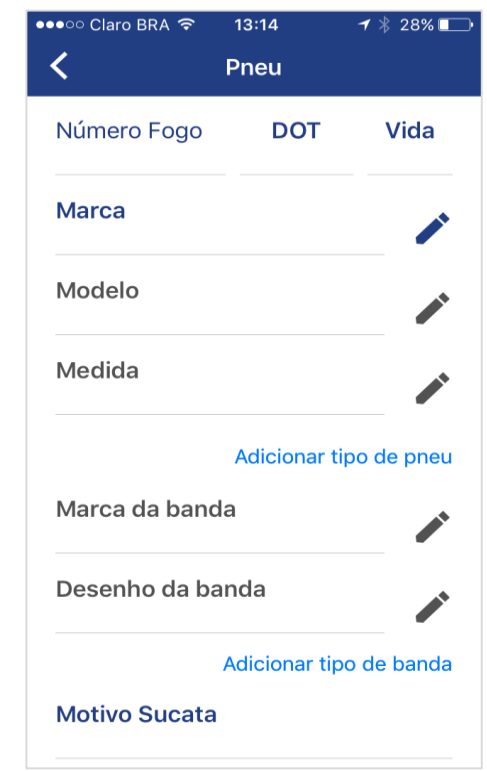 Claro BRA 13:14 28%
Pneu
Número Fogo DOT Vida
Marca
Modelo
Medida
Adicionar tipo de pneu
Marca da banda
Desenho da banda
Adicionar tipo de banda
Motivo Sucata